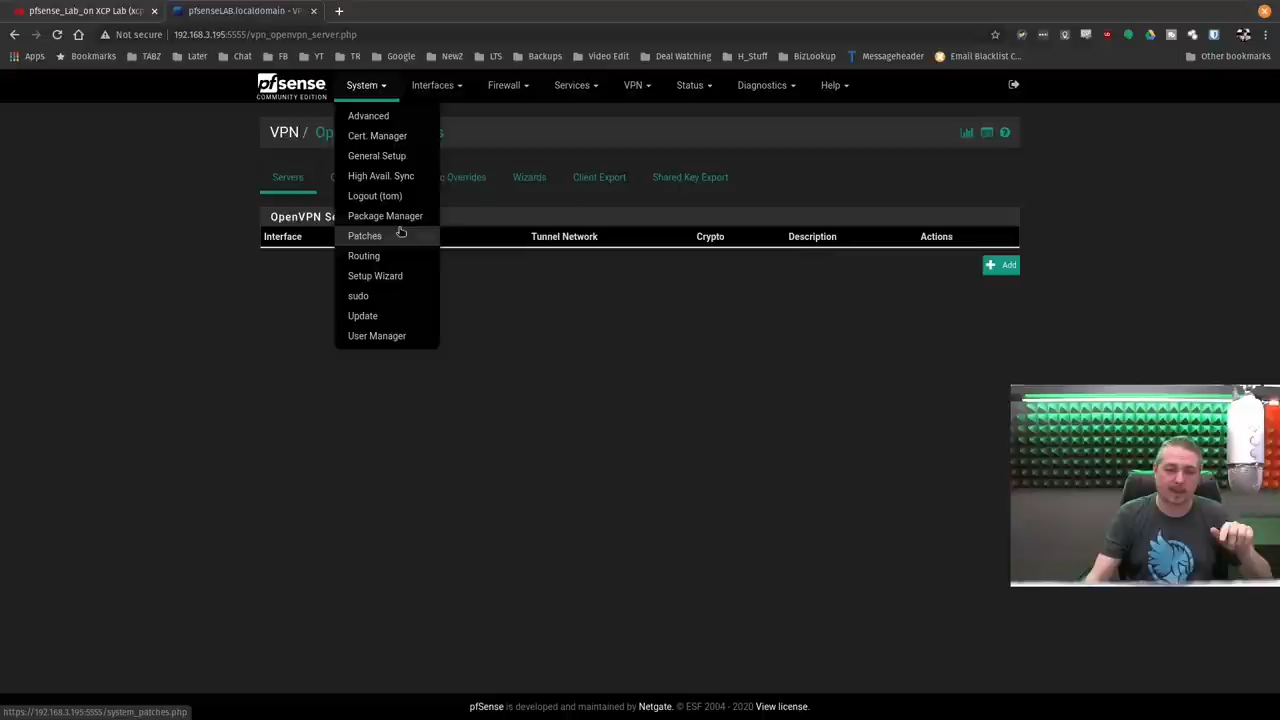 pfsense_Lab_on XCP Lab (xcp
pfsenseLAB.localdomain - VP
Not secure 192.168.3.195:5555/vpn_openvpn_server.php
Apps Bookmarks TABZ Later Chat FB YT TR Google NewZ LTS Backups Video Edit Deal Watching H_Stuff BizLookup Messageheader Email Blacklist C... Other bookmarks
pfsense
COMMUNITY EDITION
System Interfaces Firewall Services VPN Status Diagnostics Help
Advanced
Cert. Manager
General Setup
High Avail. Sync
Logout (tom)
Package Manager
Patches
Routing
Setup Wizard
sudo
Update
User Manager
VPN / Op s
Servers c Overrides Wizards Client Export Shared Key Export
OpenVPN Se
Interface Tunnel Network Crypto Description Actions
Add
https://192.168.3.195:5555/system_patches.php
pfSense is developed and maintained by Netgate. © ESF 2004 - 2020 View license.